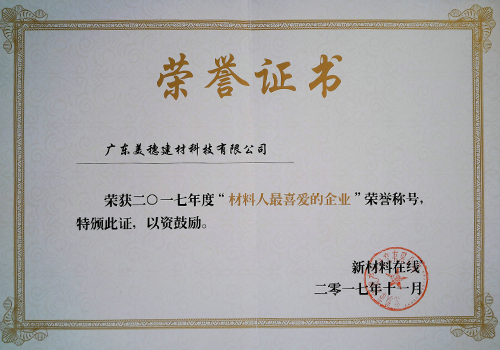 荣誉证书
广东美穗建材科技有限公司
荣获二〇一七年度“材料人最喜爱的企业”荣誉称号，
特颁此证，以资鼓励。
新材料在线
二零一七年十一月